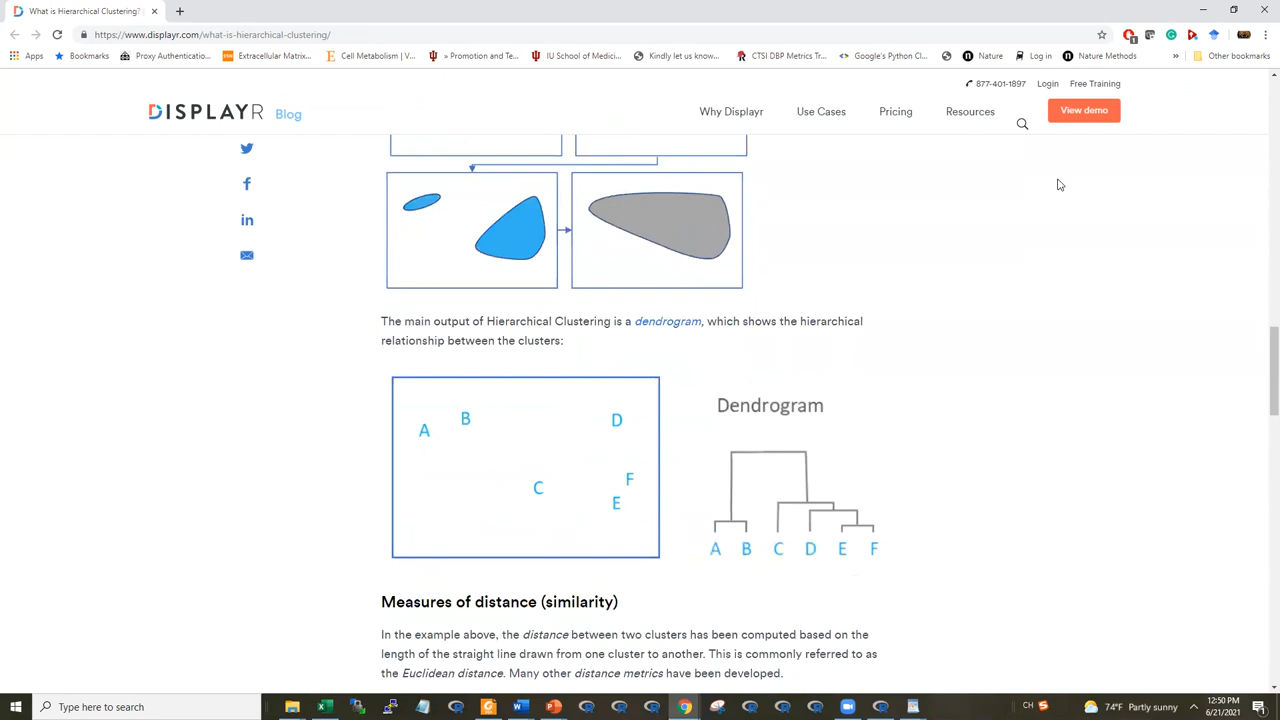 What is Hierarchical Clustering?
https://www.displayr.com/what-is-hierarchical-clustering/
Apps Bookmarks Proxy Authenticatio... Extracellular Matrix... Cell Metabolism | V... » Promotion and Te... IU School of Medici... Kindly let us know... CTSI DBP Metrics Tr... Google's Python Cl... Nature Log in Nature Methods » Other bookmarks
877-401-1897 Login Free Training
DISPLAYR Blog Why Displayr Use Cases Pricing Resources View demo
The main output of Hierarchical Clustering is a dendrogram, which shows the hierarchical
relationship between the clusters:
A B C D E F
Dendrogram
A B C D E F
Measures of distance (similarity)
In the example above, the distance between two clusters has been computed based on the
length of the straight line drawn from one cluster to another. This is commonly referred to as
the Euclidean distance. Many other distance metrics have been developed.
Type here to search
CH
74°F Partly sunny
12:50 PM
6/21/2021